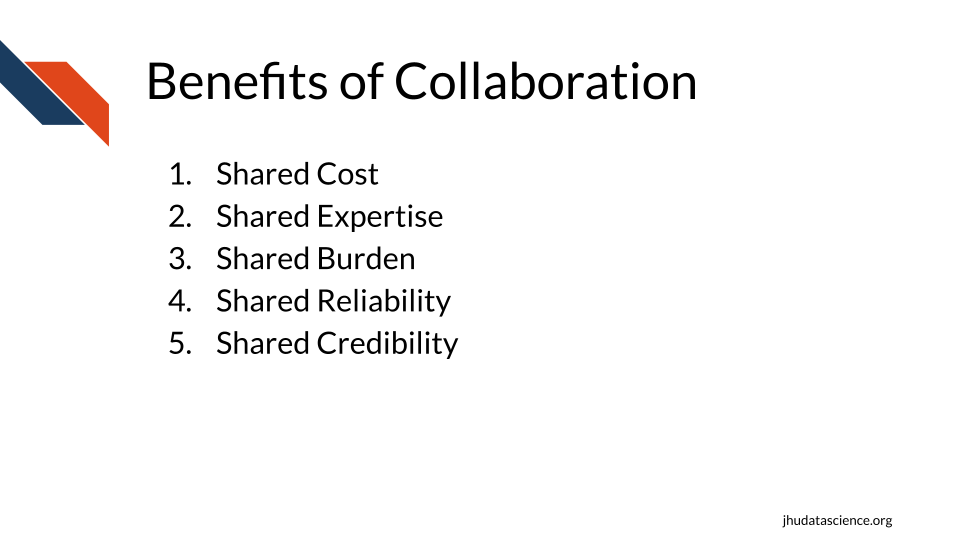 Benefits of Collaboration
1. Shared Cost
2. Shared Expertise
3. Shared Burden
4. Shared Reliability
5. Shared Credibility
jhudatascience.org